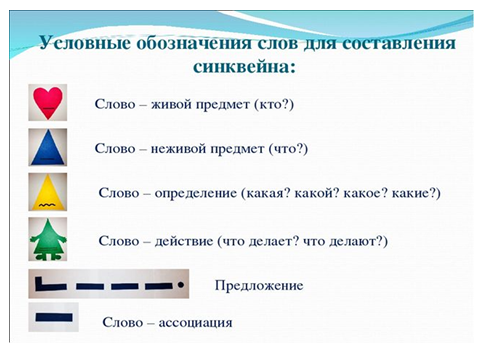 Условные обозначения слов для составления
синквейна:
Слово – живой предмет (кто?)
Слово – неживой предмет (что?)
Слово – определение (какая? какой? какое? какие?)
Слово – действие (что делает? что делают?)
Предложение
Слово – ассоциация